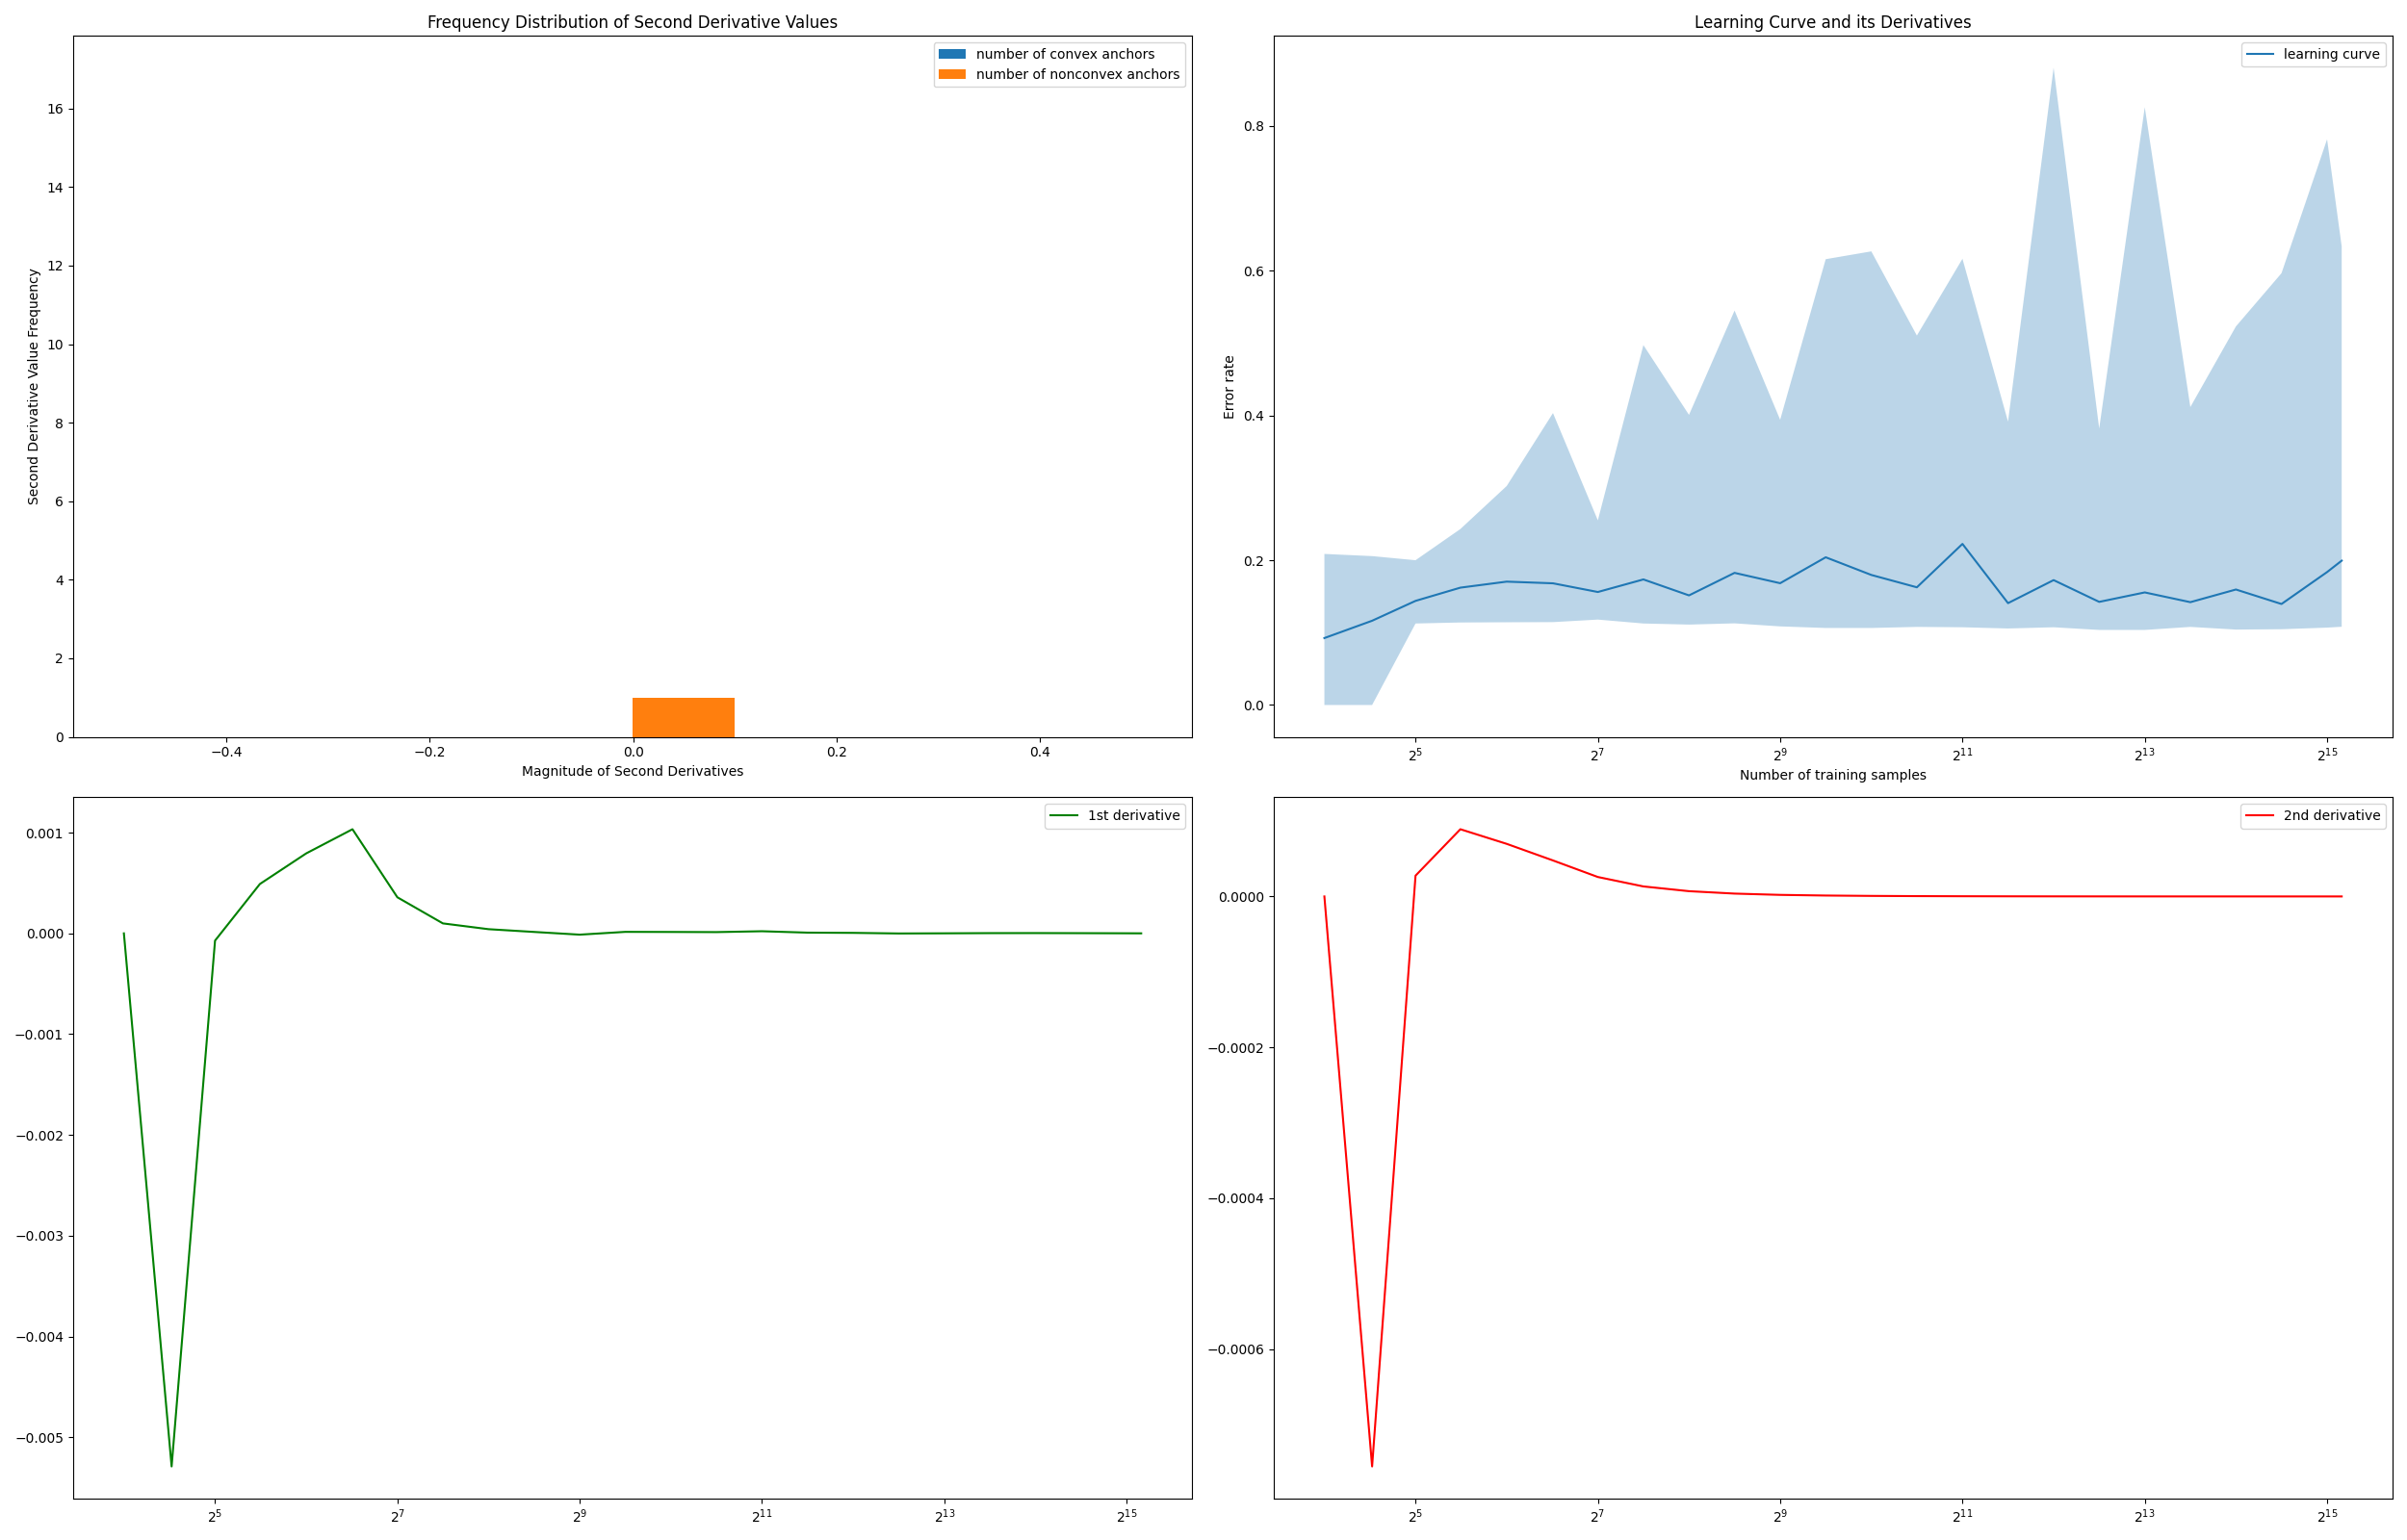 Frequency Distribution of Second Derivative Values
number of convex anchors
number of nonconvex anchors
16
14
12
10
8
6
4
2
0
Second Derivative Value Frequency
−0.4 −0.2 0.0 0.2 0.4
Magnitude of Second Derivatives
Learning Curve and its Derivatives
learning curve
0.8
0.6
0.4
0.2
0.0
Error rate
2^5 2^7 2^9 2^11 2^13 2^15
Number of training samples
1st derivative
0.001
0.000
−0.001
−0.002
−0.003
−0.004
−0.005
2^5 2^7 2^9 2^11 2^13 2^15
2nd derivative
0.0000
−0.0002
−0.0004
−0.0006
2^5 2^7 2^9 2^11 2^13 2^15